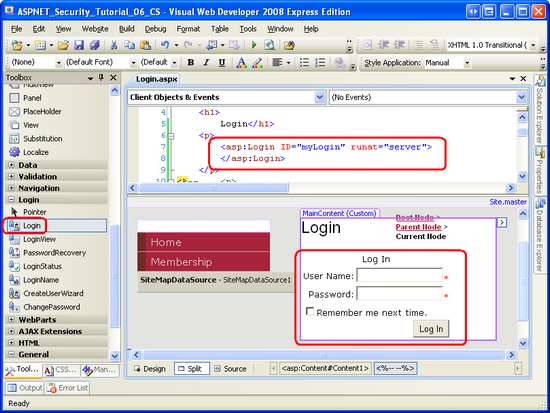 ASPNET_Security_Tutorial_06_CS - Visual Web Developer 2008 Express Edition
File Edit View Website Build Debug Format Table Tools Window Help
XHTML 1.0 Transitional (
(None) (Default Font) (Default B I U A Style Application: Manual
Toolbox
Login.aspx
Client Objects & Events (No Events)
MultiView
Panel
PlaceHolder
View
Substitution
Localize
Data
Validation
Navigation
Login
Pointer
Login
LoginView
PasswordRecovery
LoginStatus
LoginName
CreateUserWizard
ChangePassword
WebParts
AJAX Extensions
HTML
General
4 <h1>
5 Login</h1>
6 <p>
7 <asp:Login ID="myLogin" runat="server">
8 </asp:Login>
9 </p>
10
Site.master
Home
Membership
SiteMapDataSource - SiteMapDataSource1
MainContent (Custom)
Login
Root Node >
Parent Node >
Current Node
Log In
User Name: *
Password: *
Remember me next time.
Log In
Solution Explorer
Properties
Database Explorer
Tool... CSS... Man...
Design Split Source <asp:Content#Content1> <%-- --%>
Output Error List
Ready